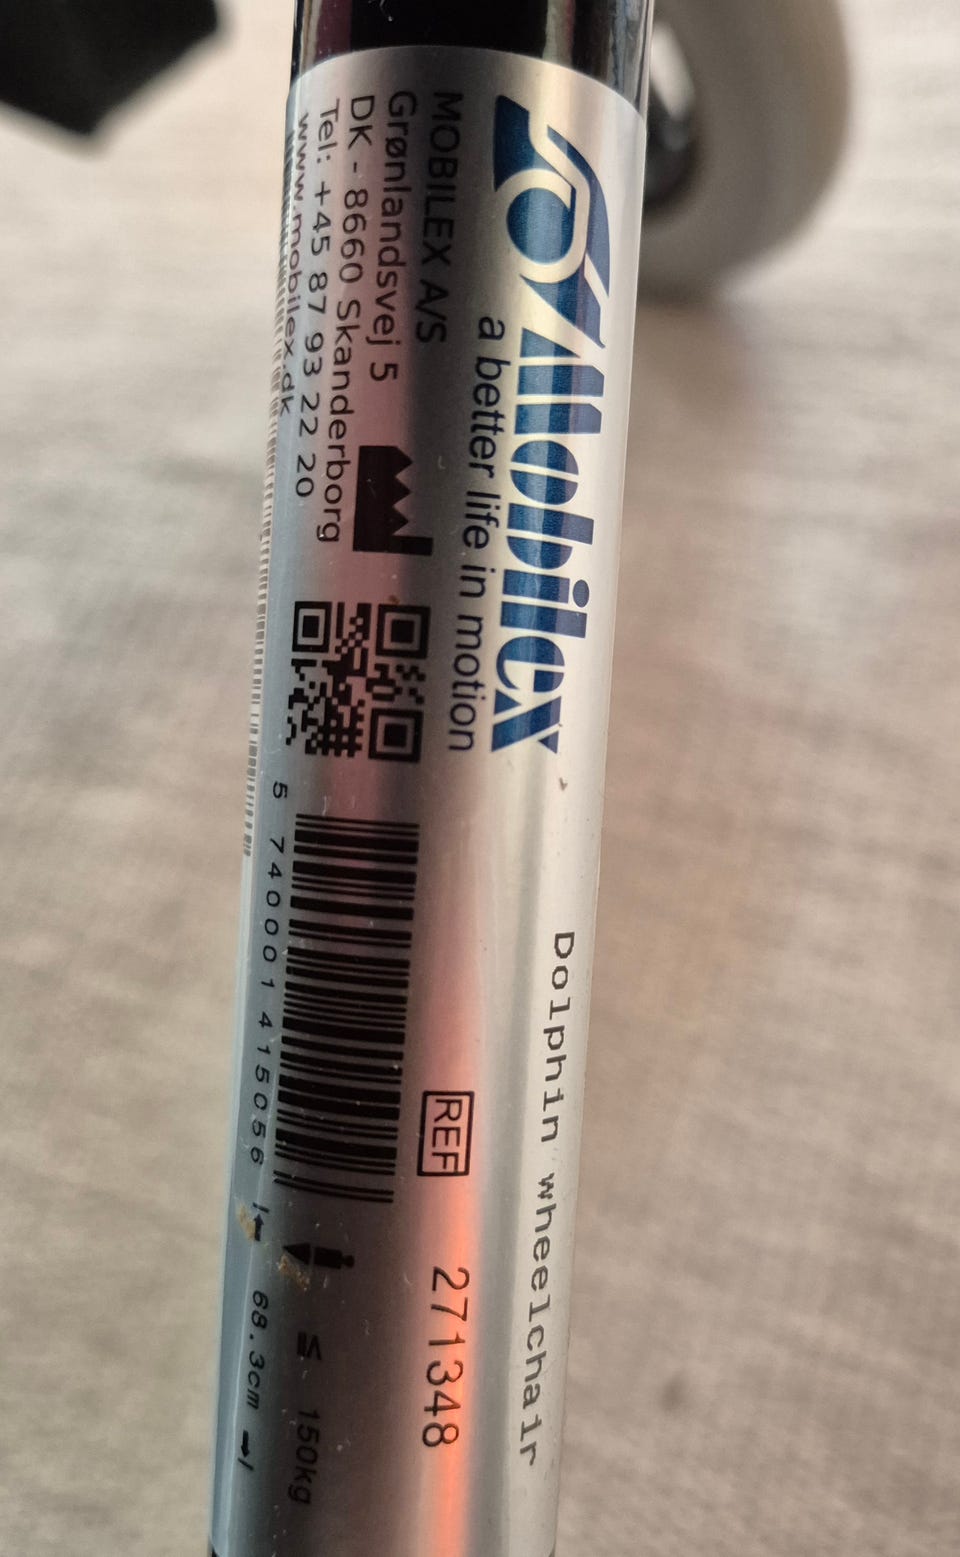 Mobilex
a better life in motion
MOBILEX A/S
Grønlandsvej 5
DK - 8660 Skanderborg
Tel: +45 87 93 22 20
www.mobilex.dk
Dolphin wheelchair
REF 271348
5 740001 415056
≤ 150kg
68.3cm